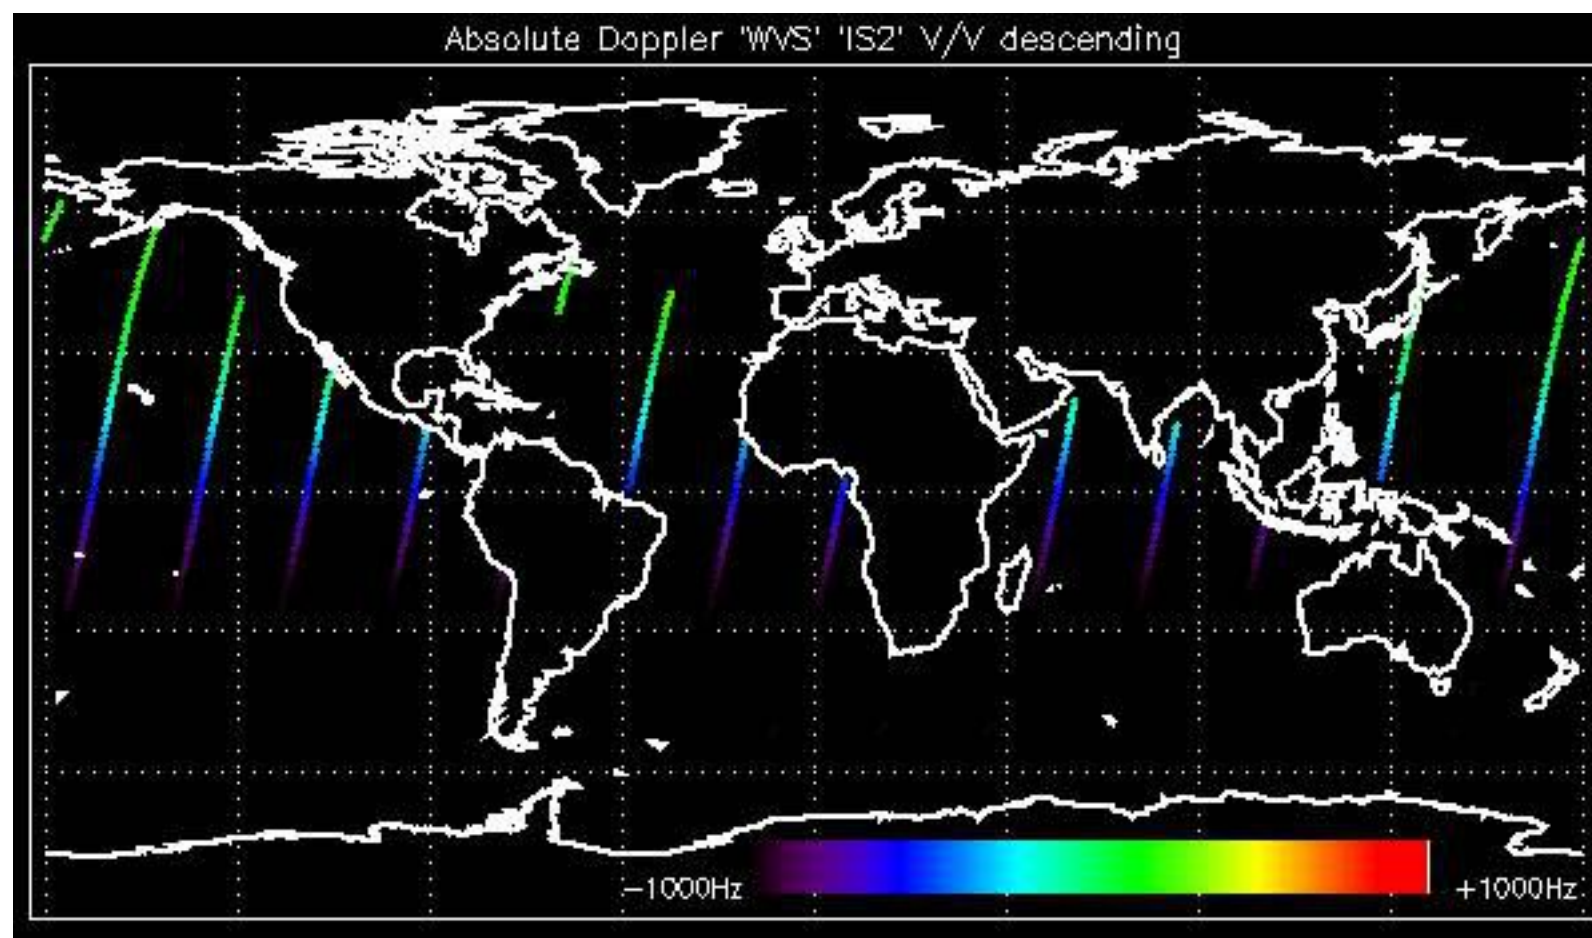 Absolute Doppler 'WVS' 'IS2' V/V descending
-1000Hz +1000Hz